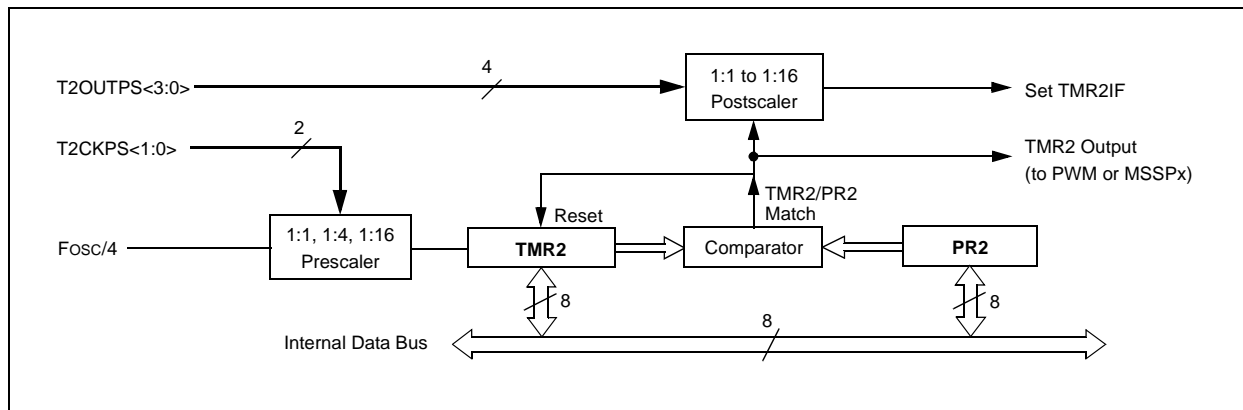 4
1:1 to 1:16
T2OUTPS<3:0>
Postscaler
Set TMR2IF
2
T2CKPS<1:0>
TMR2 Output
(to PWM or MSSPx)
TMR2/PR2
Match
Reset
1:1, 1:4, 1:16
Prescaler
FOSC/4
TMR2
Comparator
PR2
8
8
8
Internal Data Bus